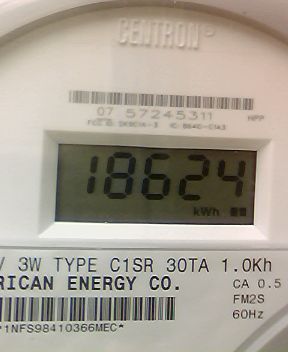 CENTRON®
07 57245311 HPP
18624
kWh
V 3W TYPE C1SR 30TA 1.0Kh
RICAN ENERGY CO. CA 0.5
FM2S
60Hz
*1NFS98410366MEC*